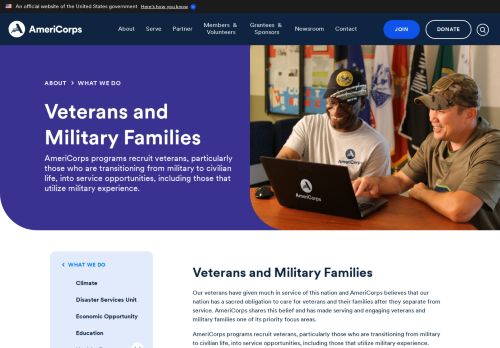 An official website of the United States government Here's how you know
AmeriCorps
About Serve Partner Members & Volunteers Grantees & Sponsors Newsroom Contact JOIN DONATE
ABOUT > WHAT WE DO
Veterans and
Military Families
AmeriCorps programs recruit veterans, particularly
those who are transitioning from military to civilian
life, into service opportunities, including those that
utilize military experience.
AmeriCorps
AmeriCorps
< WHAT WE DO
Climate
Disaster Services Unit
Economic Opportunity
Education
Veterans and Military Families
Our veterans have given much in service of this nation and AmeriCorps believes that our
nation has a sacred obligation to care for veterans and their families after they separate from
service. AmeriCorps shares this belief and has made serving and engaging veterans and
military families one of its priority focus areas.
AmeriCorps programs recruit veterans, particularly those who are transitioning from military
to civilian life, into service opportunities, including those that utilize military experience.